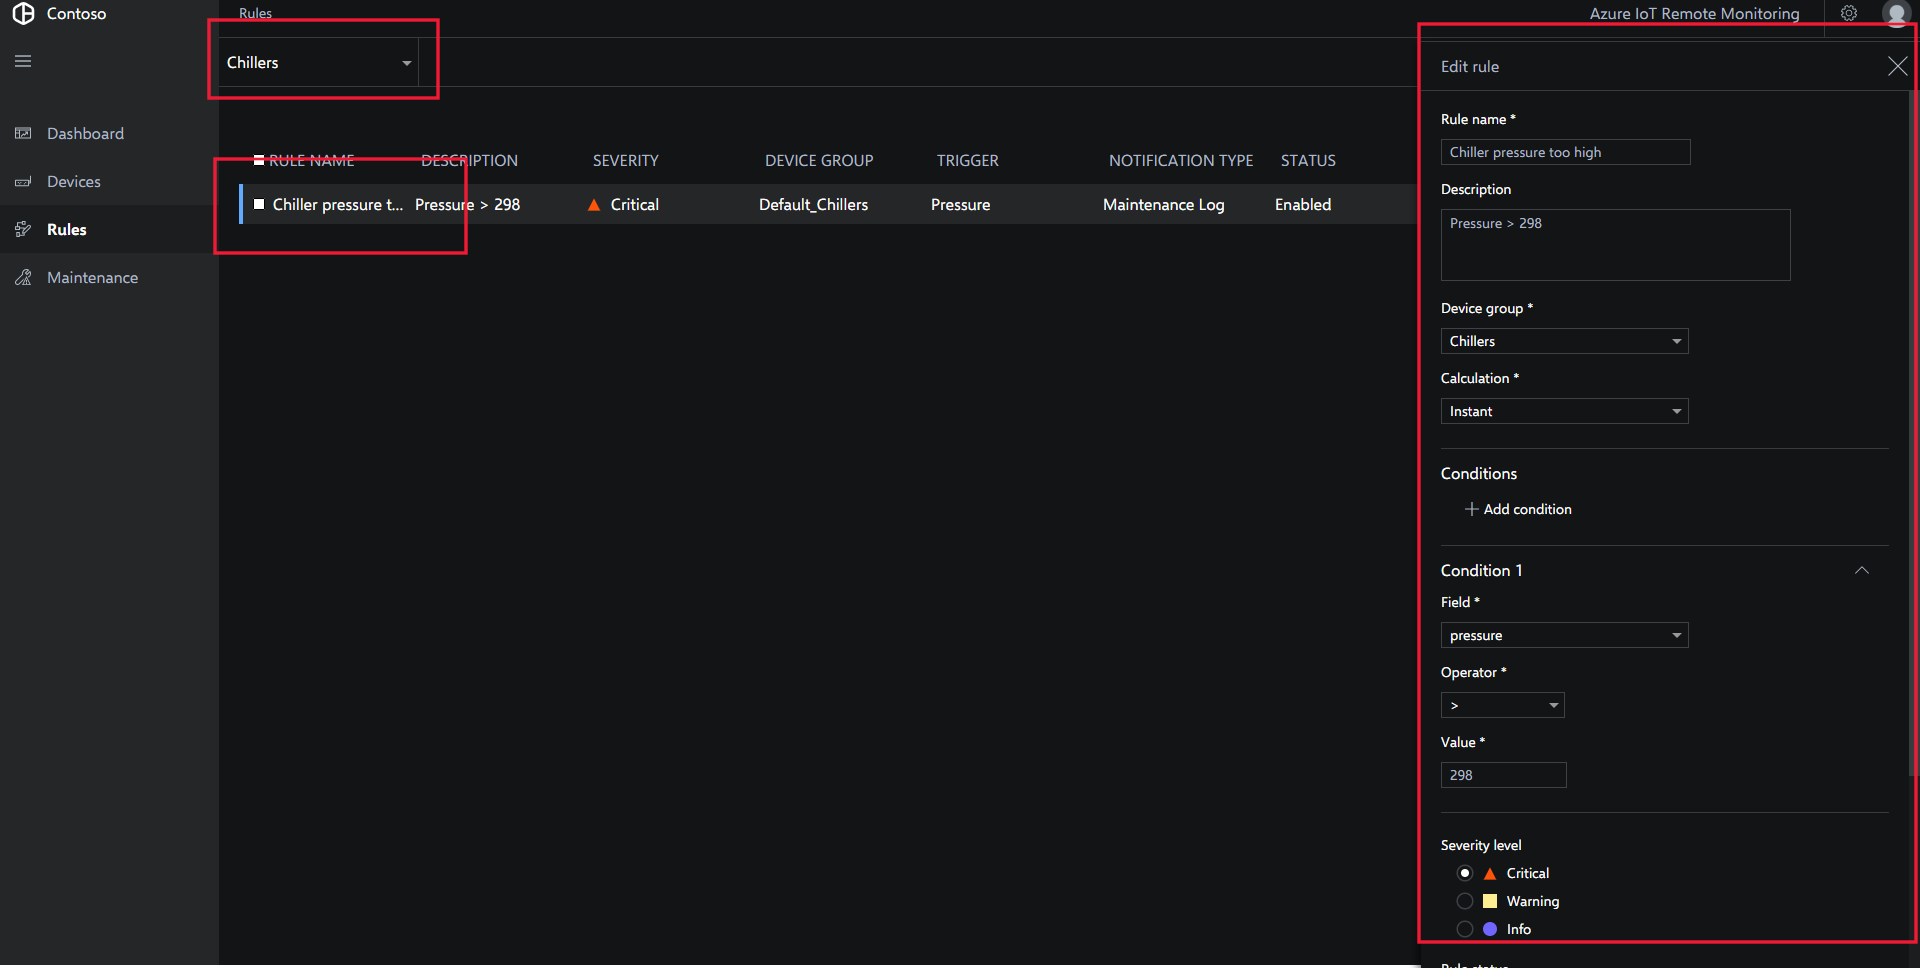 Contoso
Rules
Azure IoT Remote Monitoring
Chillers
Dashboard
Devices
Rules
Maintenance
RULE NAME DESCRIPTION SEVERITY DEVICE GROUP TRIGGER NOTIFICATION TYPE STATUS
Chiller pressure t... Pressure > 298 Critical Default_Chillers Pressure Maintenance Log Enabled
Edit rule
Rule name *
Chiller pressure too high
Description
Pressure > 298
Device group *
Chillers
Calculation *
Instant
Conditions
Add condition
Condition 1
Field *
pressure
Operator *
>
Value *
298
Severity level
Critical
Warning
Info
Rule status